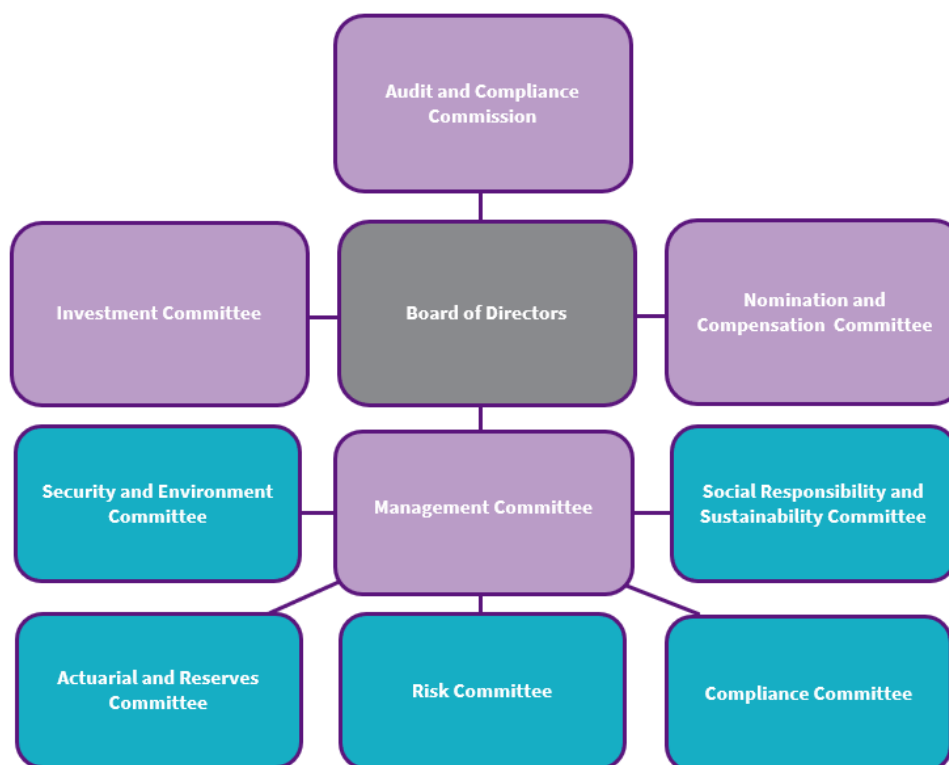 Audit and Compliance
Commission
Investment Committee
Board of Directors
Nomination and
Compensation  Committee
Security and Environment
Committee
Management Committee
Social Responsibility and
Sustainability Committee
Actuarial and Reserves
Committee
Risk Committee
Compliance Committee